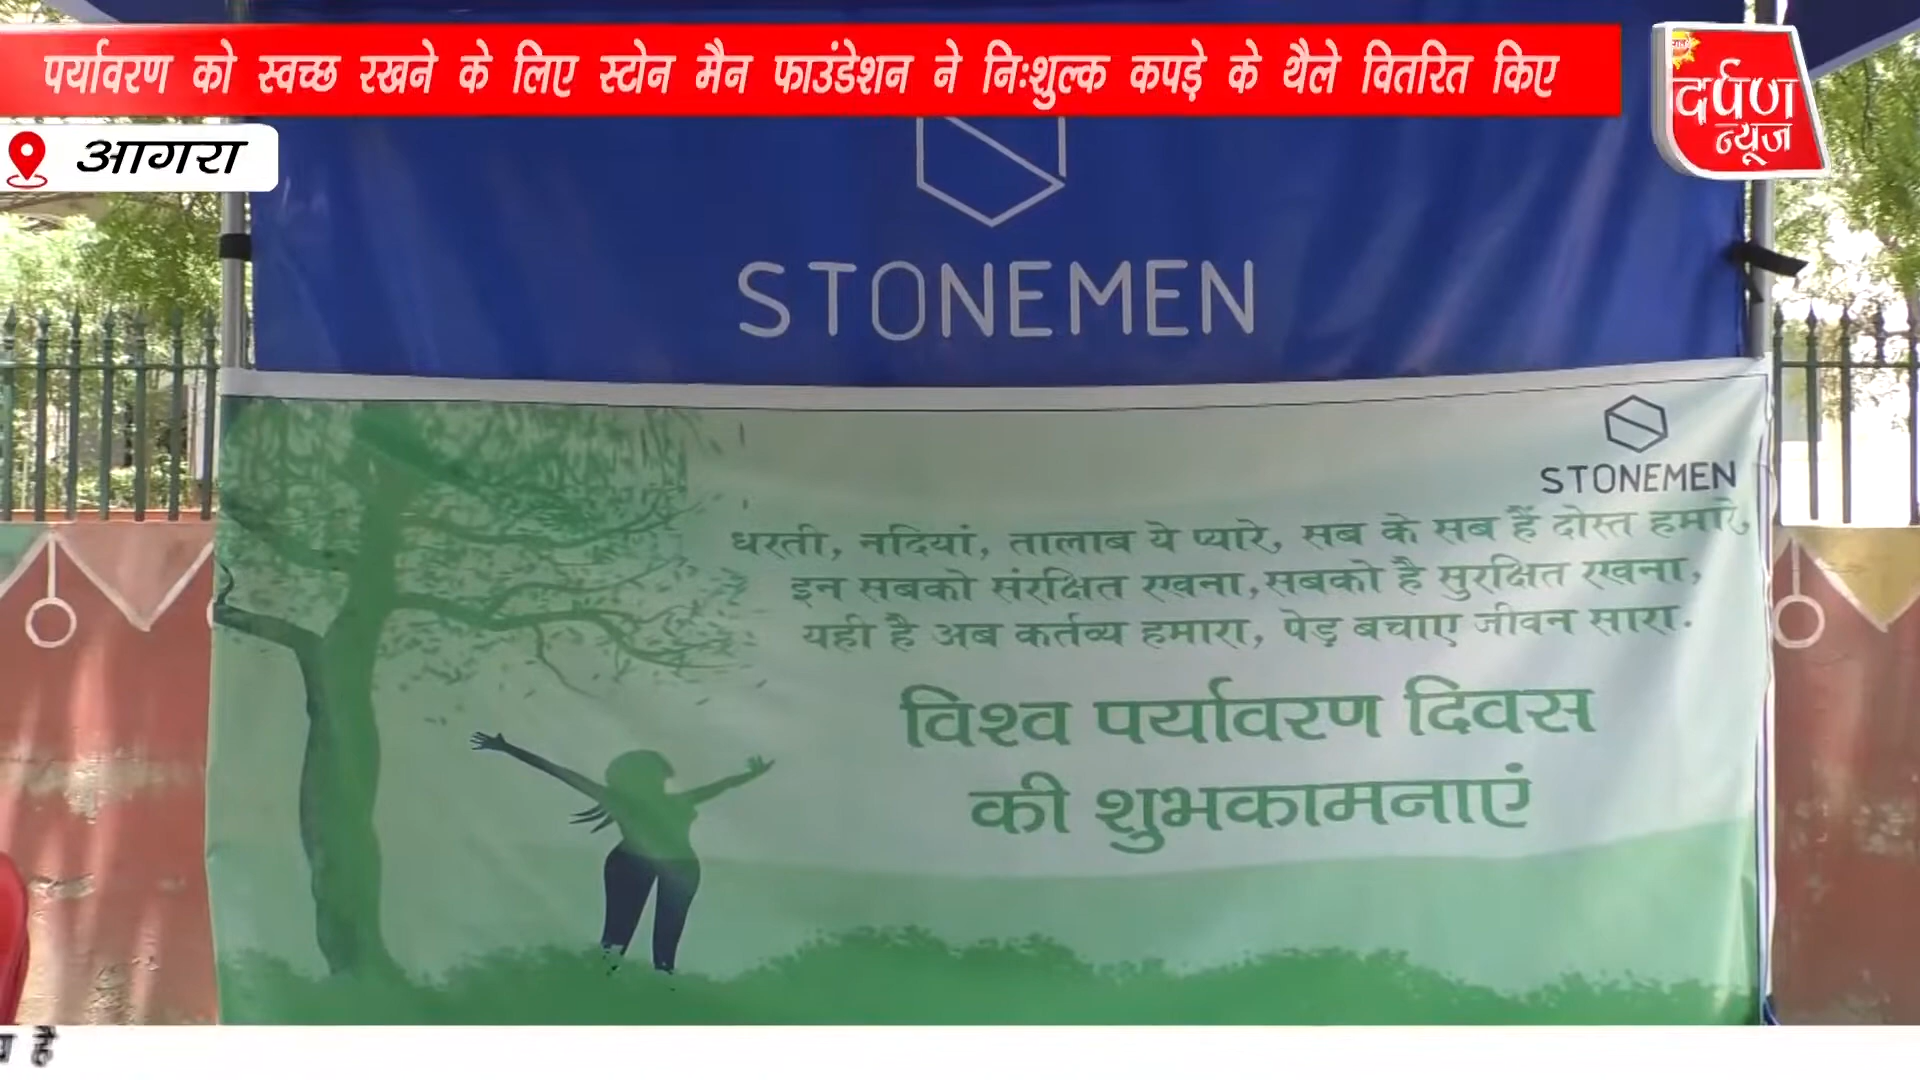 पर्यावरण को स्वच्छ रखने के लिए स्टोन मैन फाउंडेशन ने निःशुल्क कपड़े के थैले वितरित किए
दर्पण
न्यूज
आगरा
STONEMEN
STONEMEN
धरती, नदियां, तालाब ये प्यारे, सब के सब हैं दोस्त हमारे,
इन सबको संरक्षित रखना, सबको है सुरक्षित रखना,
यही है अब कर्तव्य हमारा, पेड़ बचाए जीवन सारा.
विश्व पर्यावरण दिवस
की शुभकामनाएं
है